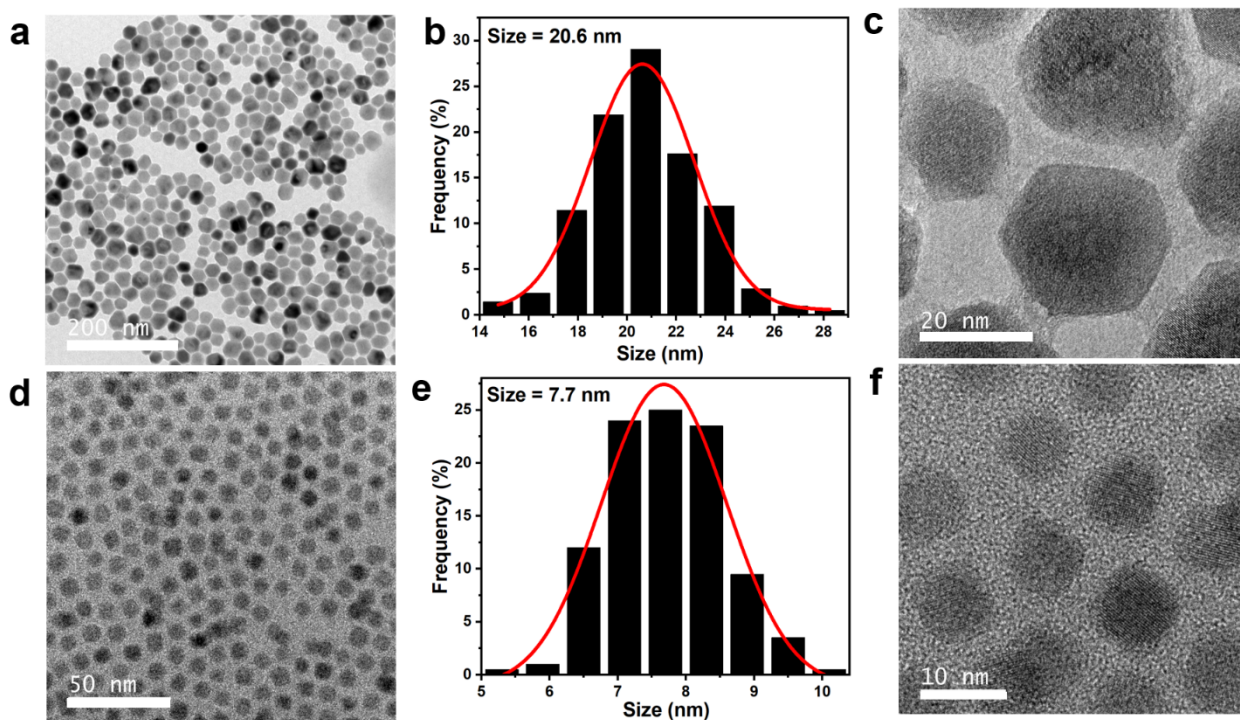 a
200 nm
b
Size = 20.6 nm
Frequency (%)
30
25
20
15
10
5
0
14 16 18 20 22 24 26 28
Size (nm)
c
20 nm
d
50 nm
e
Size = 7.7 nm
Frequency (%)
25
20
15
10
5
0
5 6 7 8 9 10
Size (nm)
f
10 nm